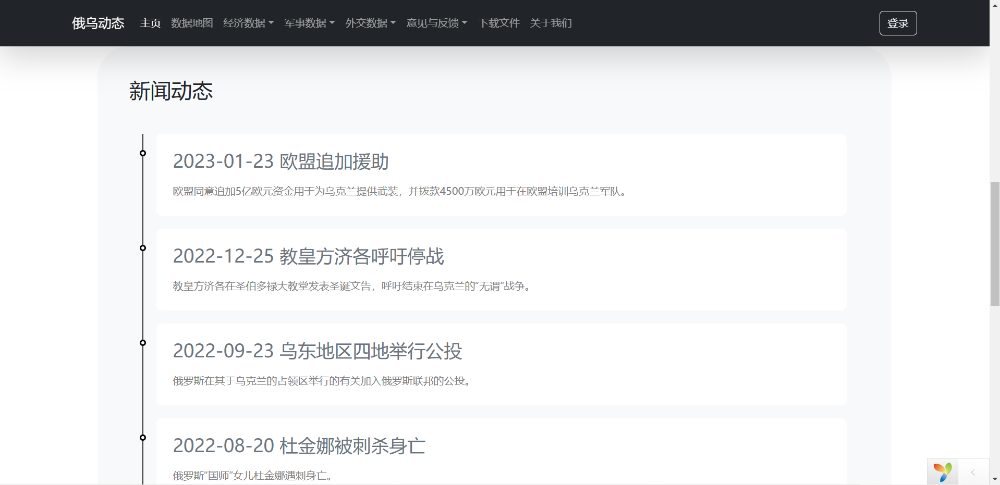 俄乌动态 主页 数据地图 经济数据 军事数据 外交数据 意见与反馈 下载文件 关于我们 登录
新闻动态
2023-01-23 欧盟追加援助
欧盟同意追加5亿欧元资金用于为乌克兰提供武装，并拨款4500万欧元用于在欧盟培训乌克兰军队。
2022-12-25 教皇方济各呼吁停战
教皇方济各在圣伯多禄大教堂发表圣诞文告，呼吁结束在乌克兰的“无谓”战争。
2022-09-23 乌东地区四地举行公投
俄罗斯在其于乌克兰的占领区举行的有关加入俄罗斯联邦的公投。
2022-08-20 杜金娜被刺杀身亡
俄罗斯“国师”女儿杜金娜遇刺身亡。